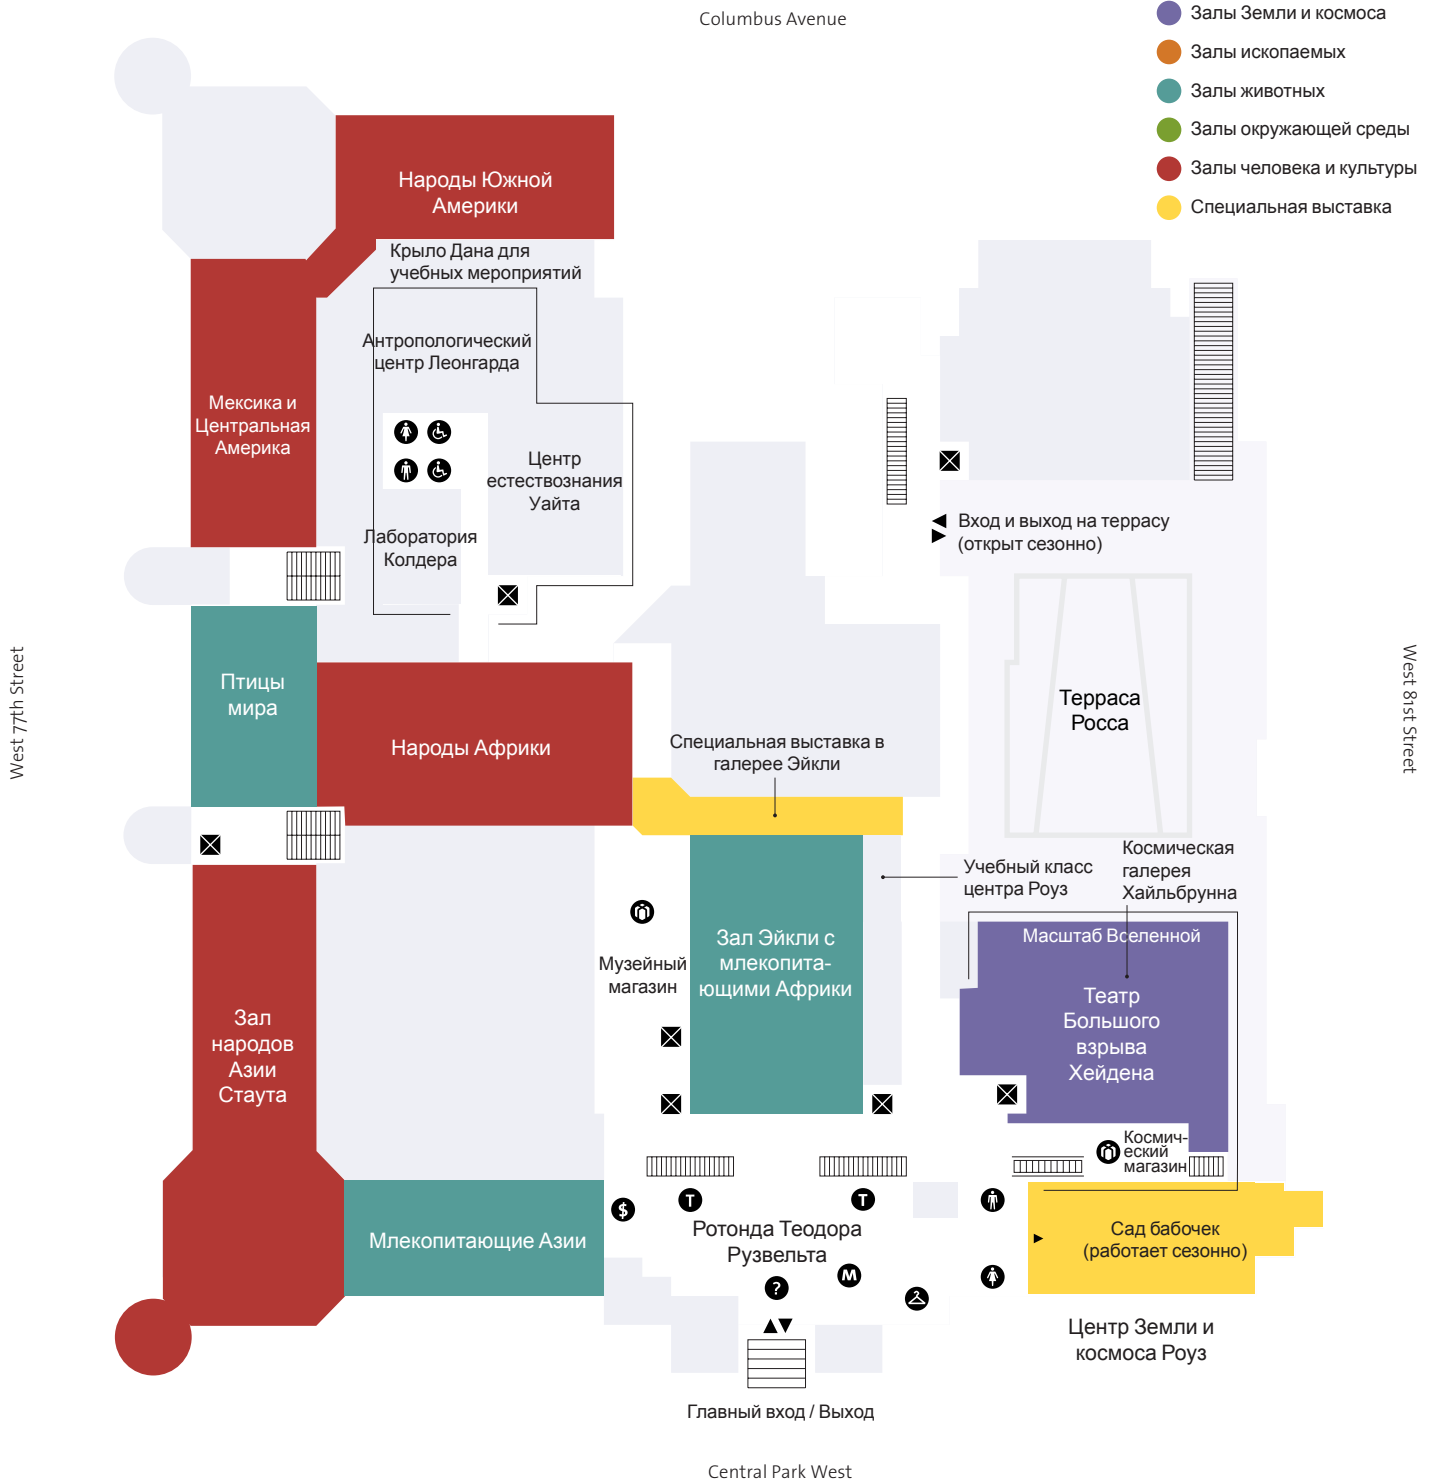 Columbus Avenue
Залы Земли и космоса
Залы ископаемых
Залы животных
Залы окружающей среды
Залы человека и культуры
Специальная выставка
Народы Южной
Америки
Крыло Дана для
учебных мероприятий
Антропологический
центр Леонгарда
Мексика и
Центральная
Америка
Центр
естествознания
Уайта
Лаборатория
Колдера
Вход и выход на террасу
(открыт сезонно)
West 77th Street
West 81st Street
Птицы
мира
Терраса
Росса
Народы Африки
Специальная выставка в
галерее Эйкли
Учебный класс
центра Роуз
Космическая
галерея
Хайльбрунна
Музейный
магазин
Зал Эйкли с
млекопита-
ющими Африки
Масштаб Вселенной
Театр
Большого
взрыва
Хейдена
Зал
народов
Азии
Стаута
Космич-
еский
магазин
$
T
T
Млекопитающие Азии
Ротонда Теодора
Рузвельта
Сад бабочек
(работает сезонно)
?
M
Центр Земли и
космоса Роуз
Главный вход / Выход
Central Park West